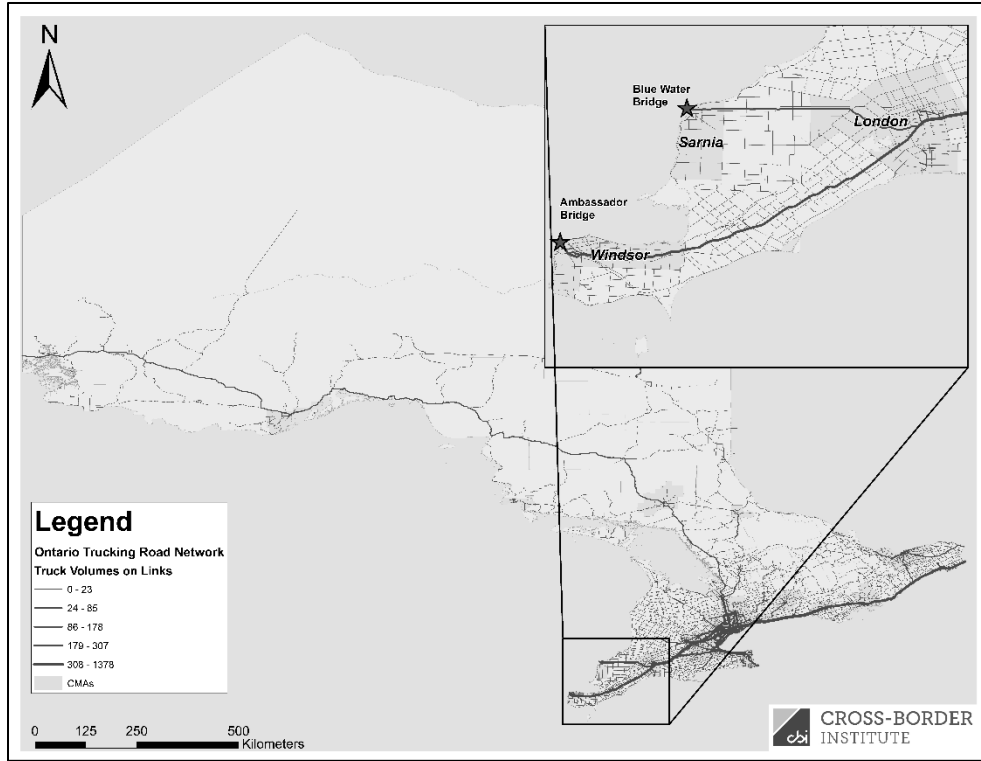 N
Blue Water
Bridge
London
Sarnia
Ambassador
Bridge
Windsor
Legend
Ontario Trucking Road Network
Truck Volumes on Links
0 - 23
24 - 85
86 - 178
179 - 307
308 - 1378
CMAs
0 125 250 500
Kilometers
cbi CROSS-BORDER
INSTITUTE